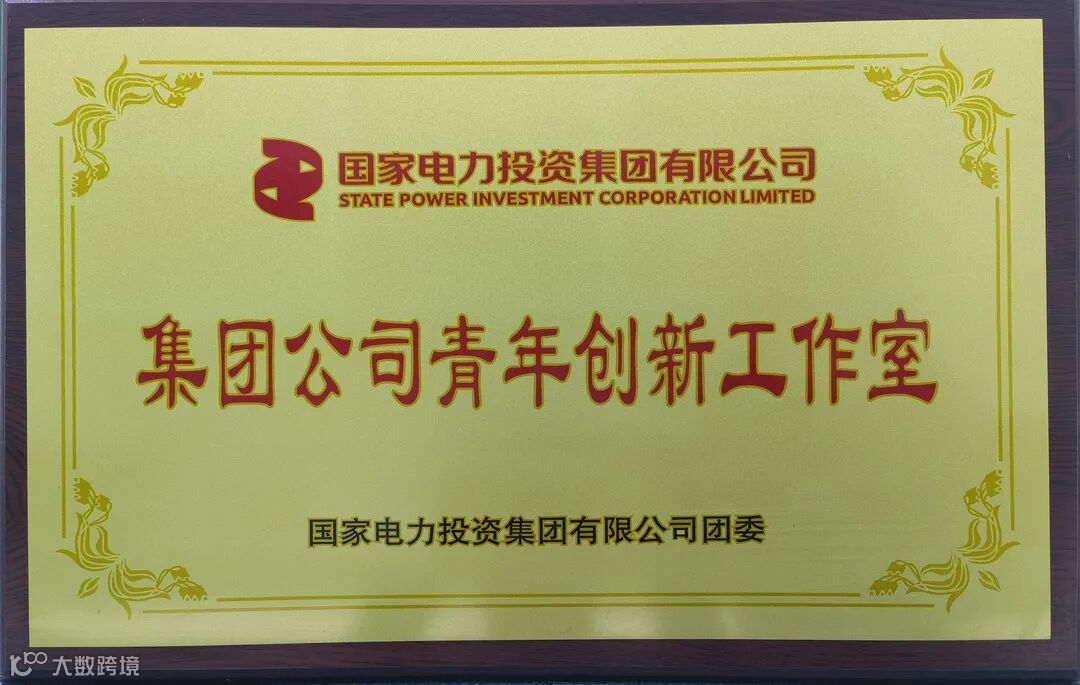 国家电力投资集团有限公司
STATE POWER INVESTMENT CORPORATION LIMITED
集团公司青年创新工作室
国家电力投资集团有限公司团委
大数跨境